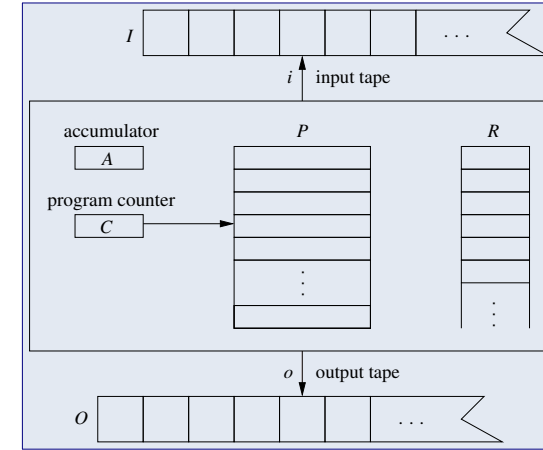 I . . .
i input tape
accumulator P R
A
program counter
C
. . .
. . .
o output tape
O . . .